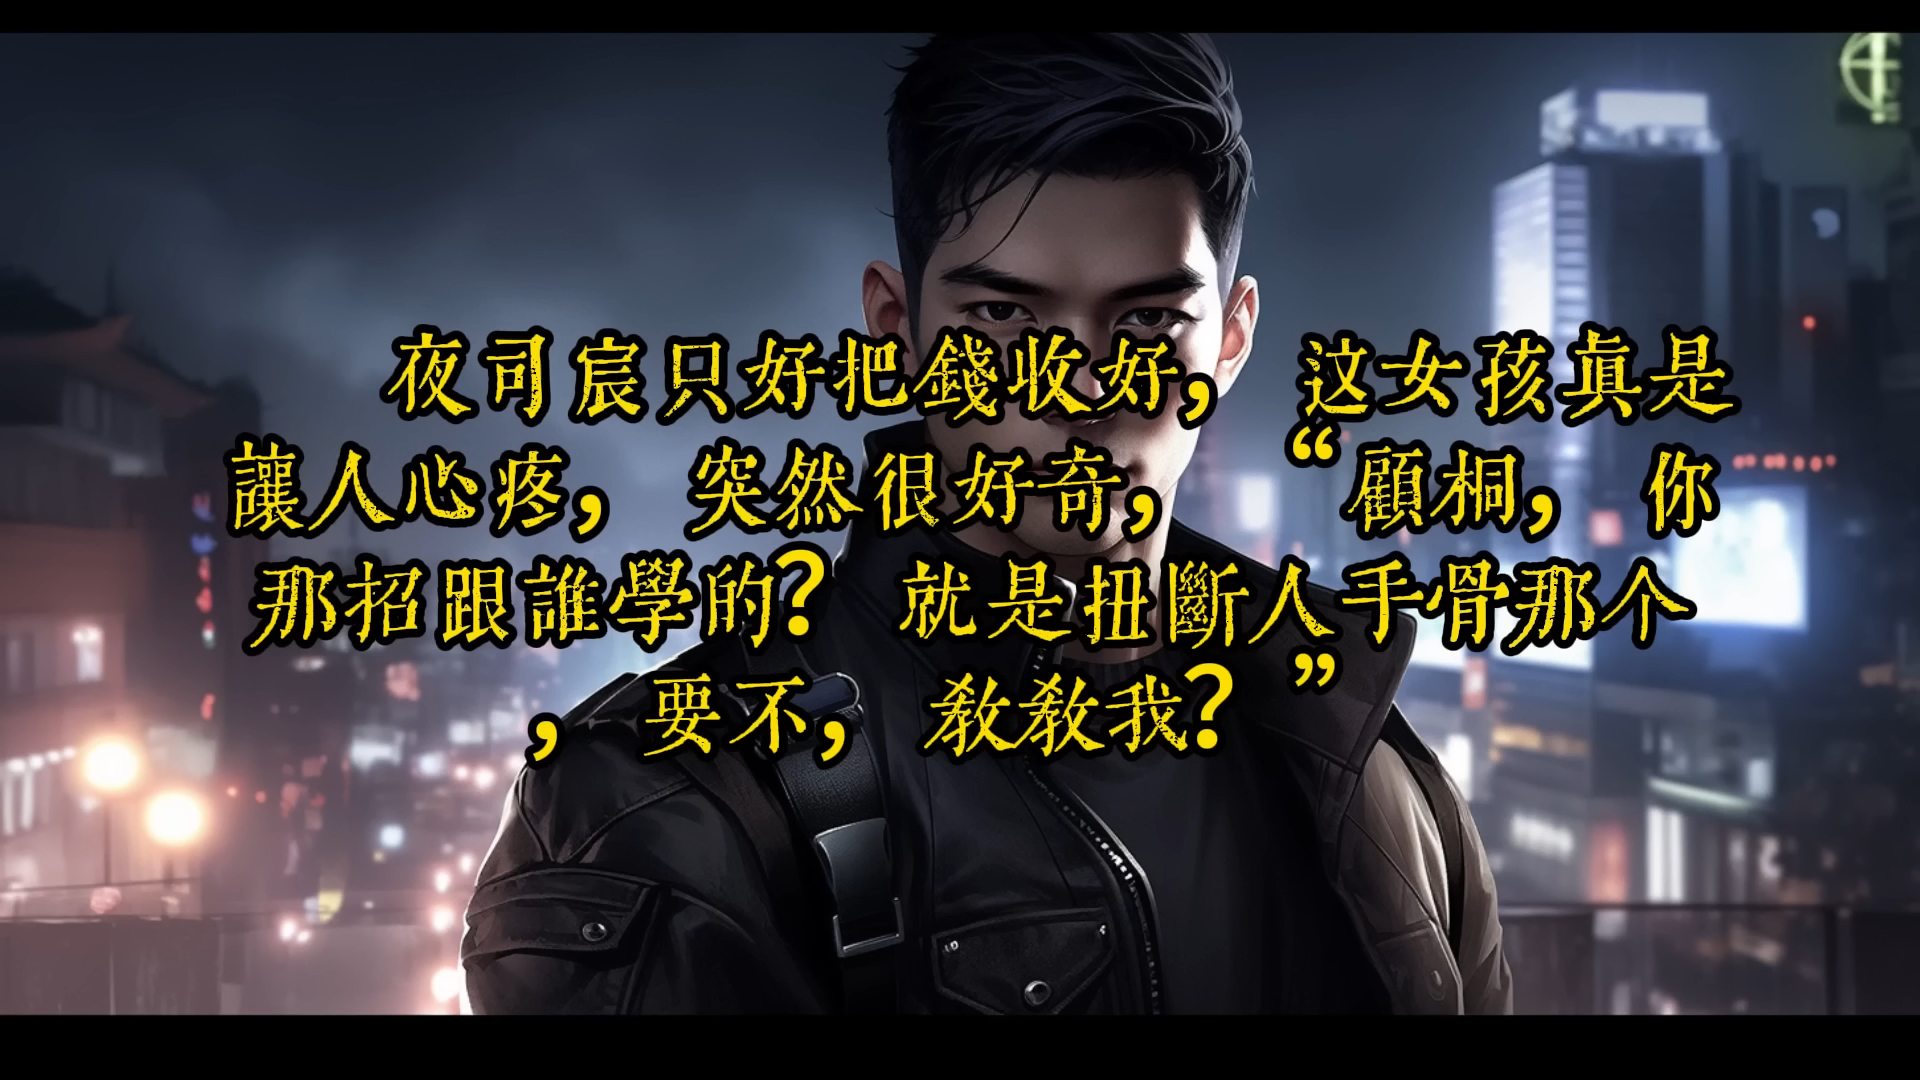 夜司宸只好把錢收好，这女孩真是
讓人心疼，突然很好奇，“顧桐，你
那招跟誰學的？就是扭斷人手骨那个
，要不，教教我？”